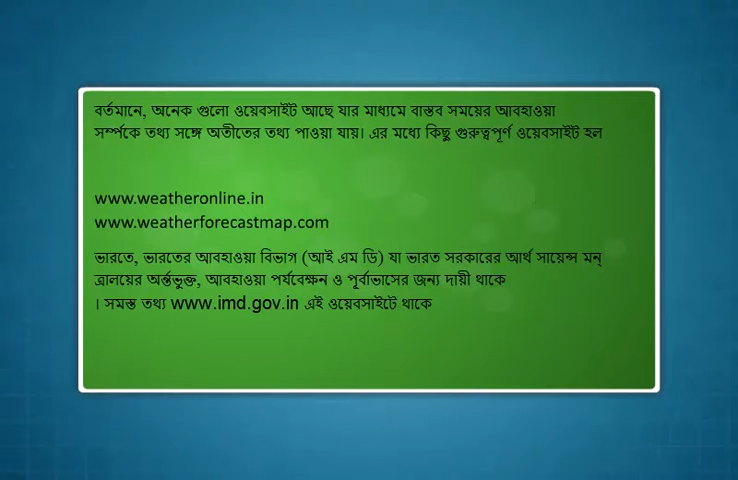 বর্তমানে, অনেক গুলো ওয়েবসাইট আছে যার মাধ্যমে বাস্তব সময়ের আবহাওয়া
সর্ম্পকে তথ্য সঙ্গে অতীতের তথ্য পাওয়া যায়। এর মধ্যে কিছু গুরুত্বপূর্ণ ওয়েবসাইট হল
www.weatheronline.in
www.weatherforecastmap.com
ভারতে, ভারতের আবহাওয়া বিভাগ (আই এম ডি) যা ভারত সরকারের আর্থ সায়েন্স মন্
ত্রালয়ের অর্ন্তভুক্ত, আবহাওয়া পর্যবেক্ষন ও পূর্বাভাসের জন্য দায়ী থাকে
। সমস্ত তথ্য www.imd.gov.in এই ওয়েবসাইটে থাকে